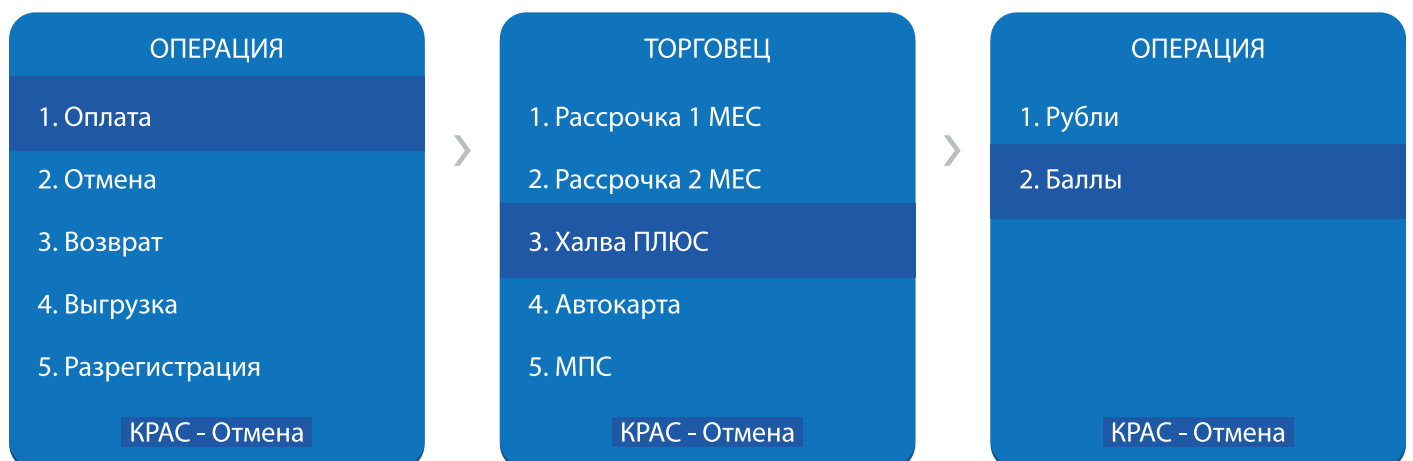 ОПЕРАЦИЯ
1. Оплата
2. Отмена
3. Возврат
4. Выгрузка
5. Разрегистрация
КРАС - Отмена
ТОРГОВЕЦ
1. Рассрочка 1 МЕС
2. Рассрочка 2 МЕС
3. Халва ПЛЮС
4. Автокарта
5. МПС
КРАС - Отмена
ОПЕРАЦИЯ
1. Рубли
2. Баллы
КРАС - Отмена